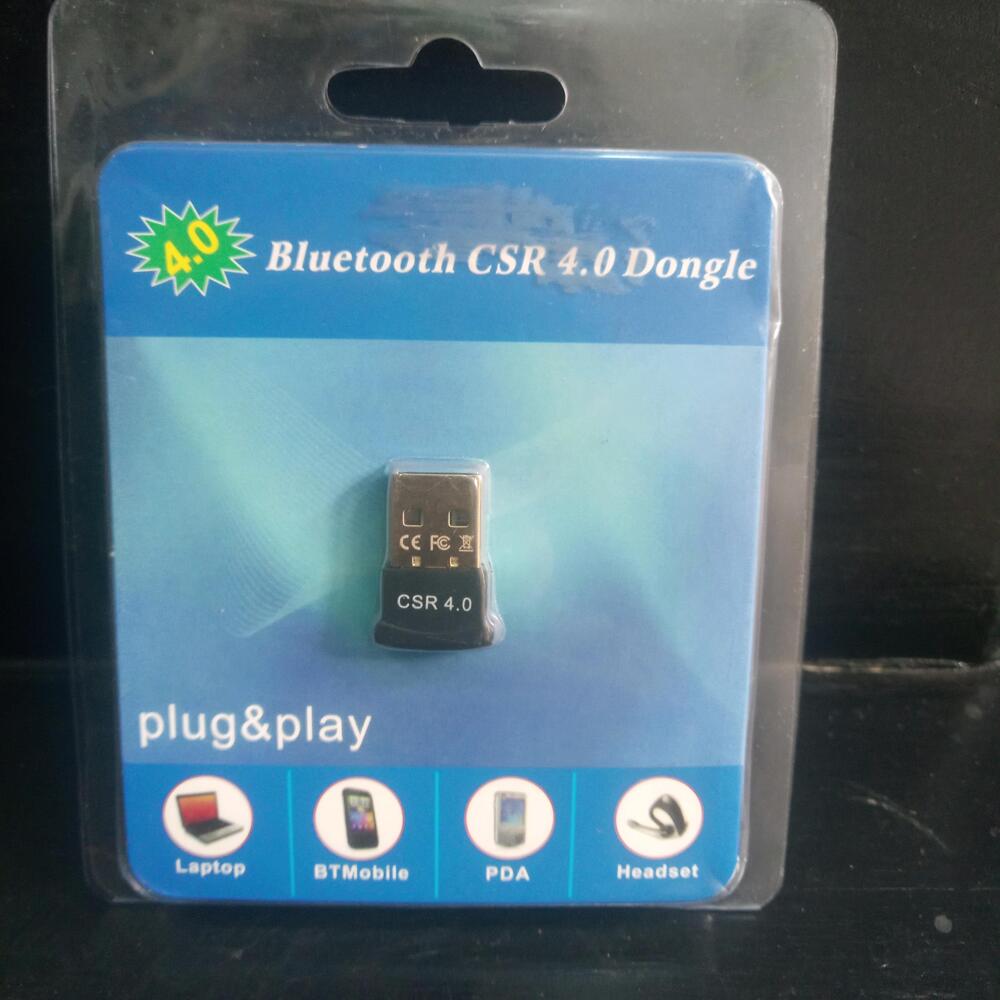 4.0
Bluetooth CSR 4.0 Dongle
CE FC
CSR 4.0
plug&play
Laptop
BTMobile
PDA
Headset